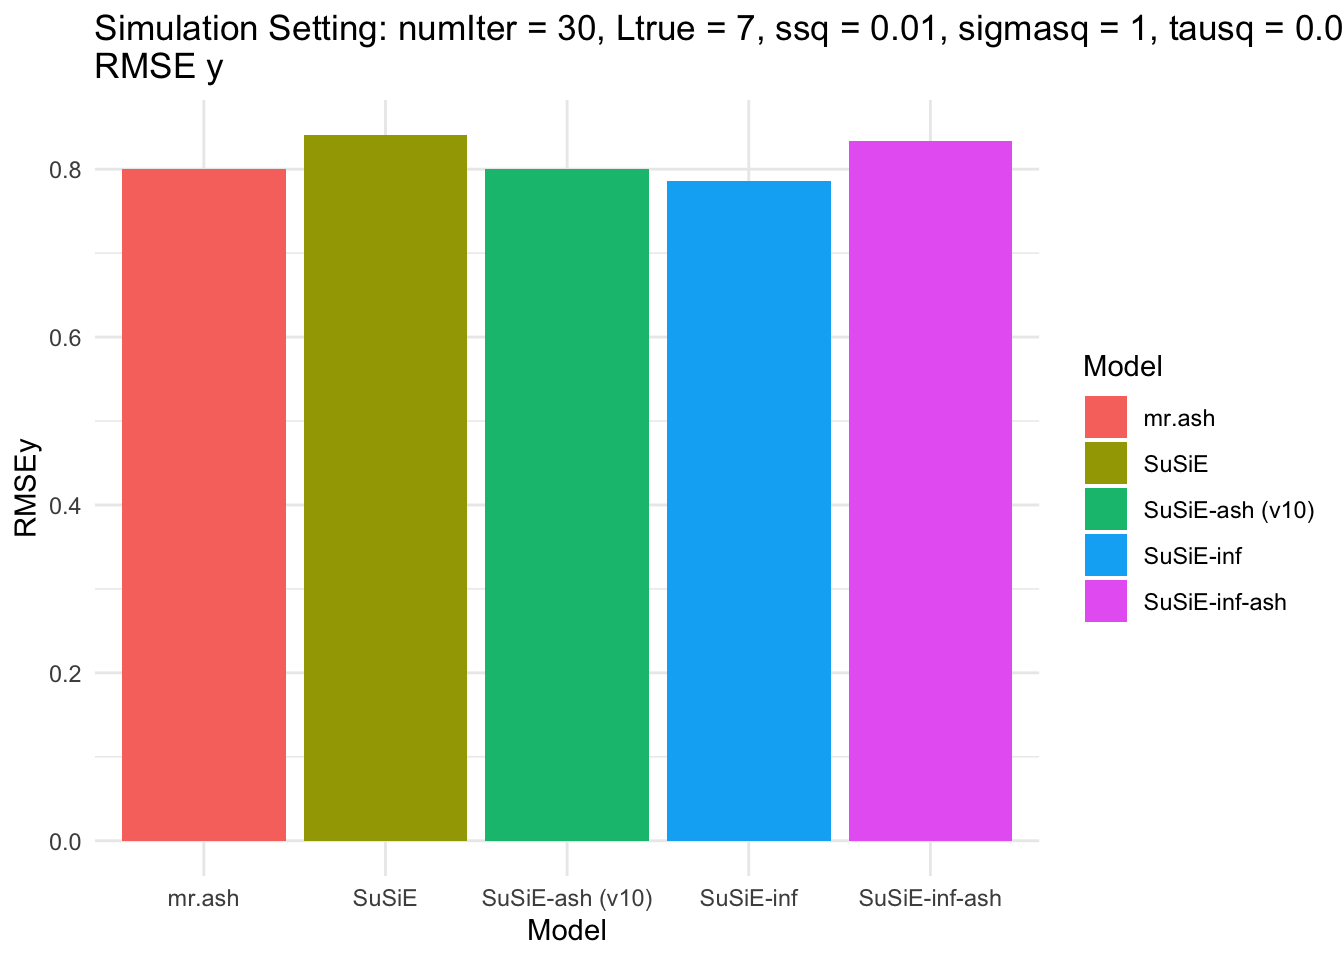 Simulation Setting: numIter = 30, Ltrue = 7, ssq = 0.01, sigmasq = 1, tausq = 0.0
RMSE y
0.8
0.6
0.4
0.2
0.0
RMSEy
mr.ash
SuSiE
SuSiE-ash (v10)
SuSiE-inf
SuSiE-inf-ash
Model
Model
mr.ash
SuSiE
SuSiE-ash (v10)
SuSiE-inf
SuSiE-inf-ash